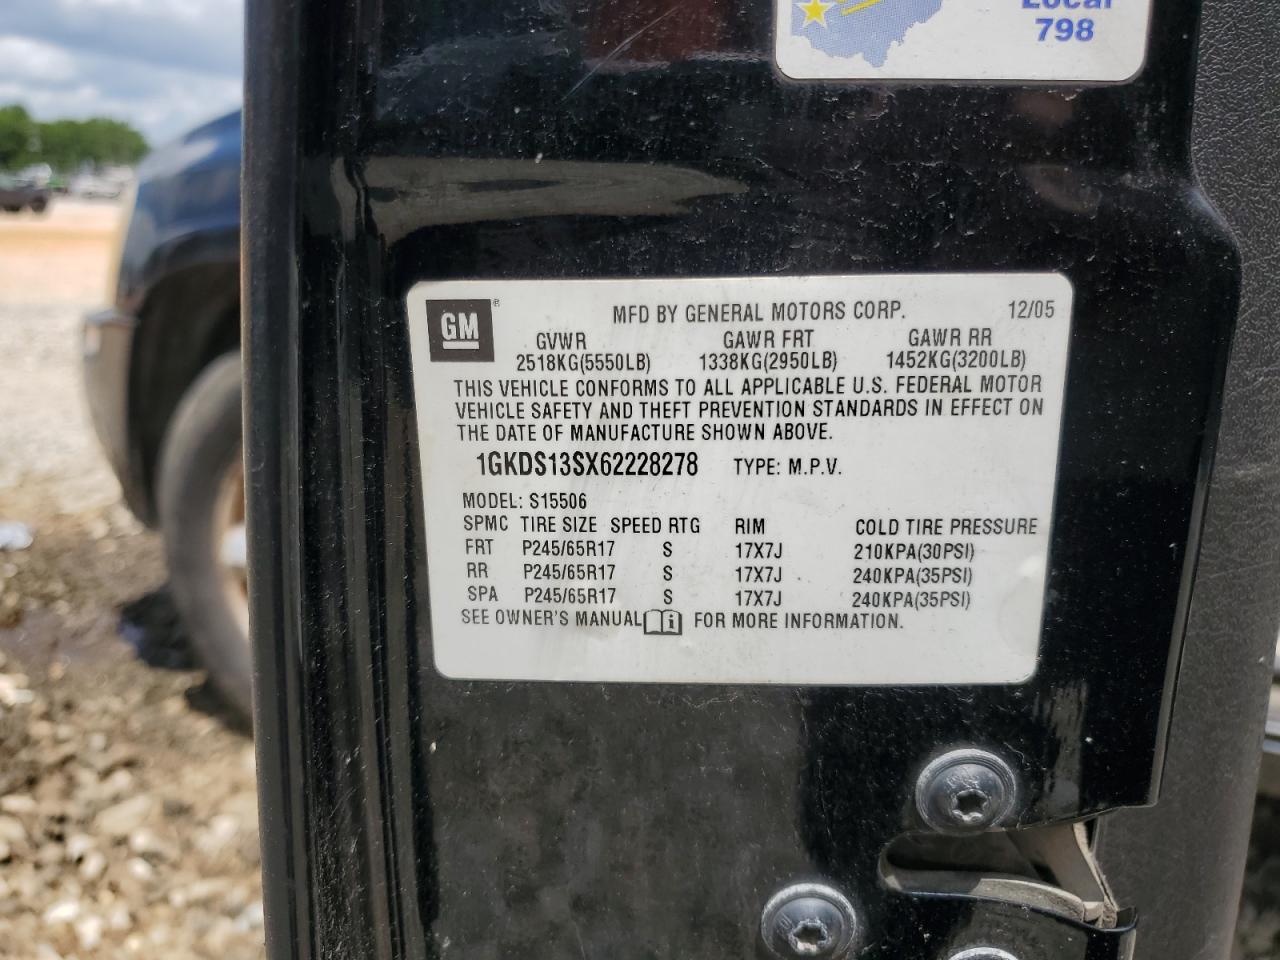 Local
798
GM®
MFD BY GENERAL MOTORS CORP. 12/05
GVWR GAWR FRT GAWR RR
2518KG(5550LB) 1338KG(2950LB) 1452KG(3200LB)
THIS VEHICLE CONFORMS TO ALL APPLICABLE U.S. FEDERAL MOTOR
VEHICLE SAFETY AND THEFT PREVENTION STANDARDS IN EFFECT ON
THE DATE OF MANUFACTURE SHOWN ABOVE.
1GKDS13SX62228278 TYPE: M.P.V.
MODEL: S15506
SPMC TIRE SIZE SPEED RTG RIM COLD TIRE PRESSURE
FRT P245/65R17 S 17X7J 210KPA(30PSI)
RR P245/65R17 S 17X7J 240KPA(35PSI)
SPA P245/65R17 S 17X7J 240KPA(35PSI)
SEE OWNER'S MANUAL i FOR MORE INFORMATION.